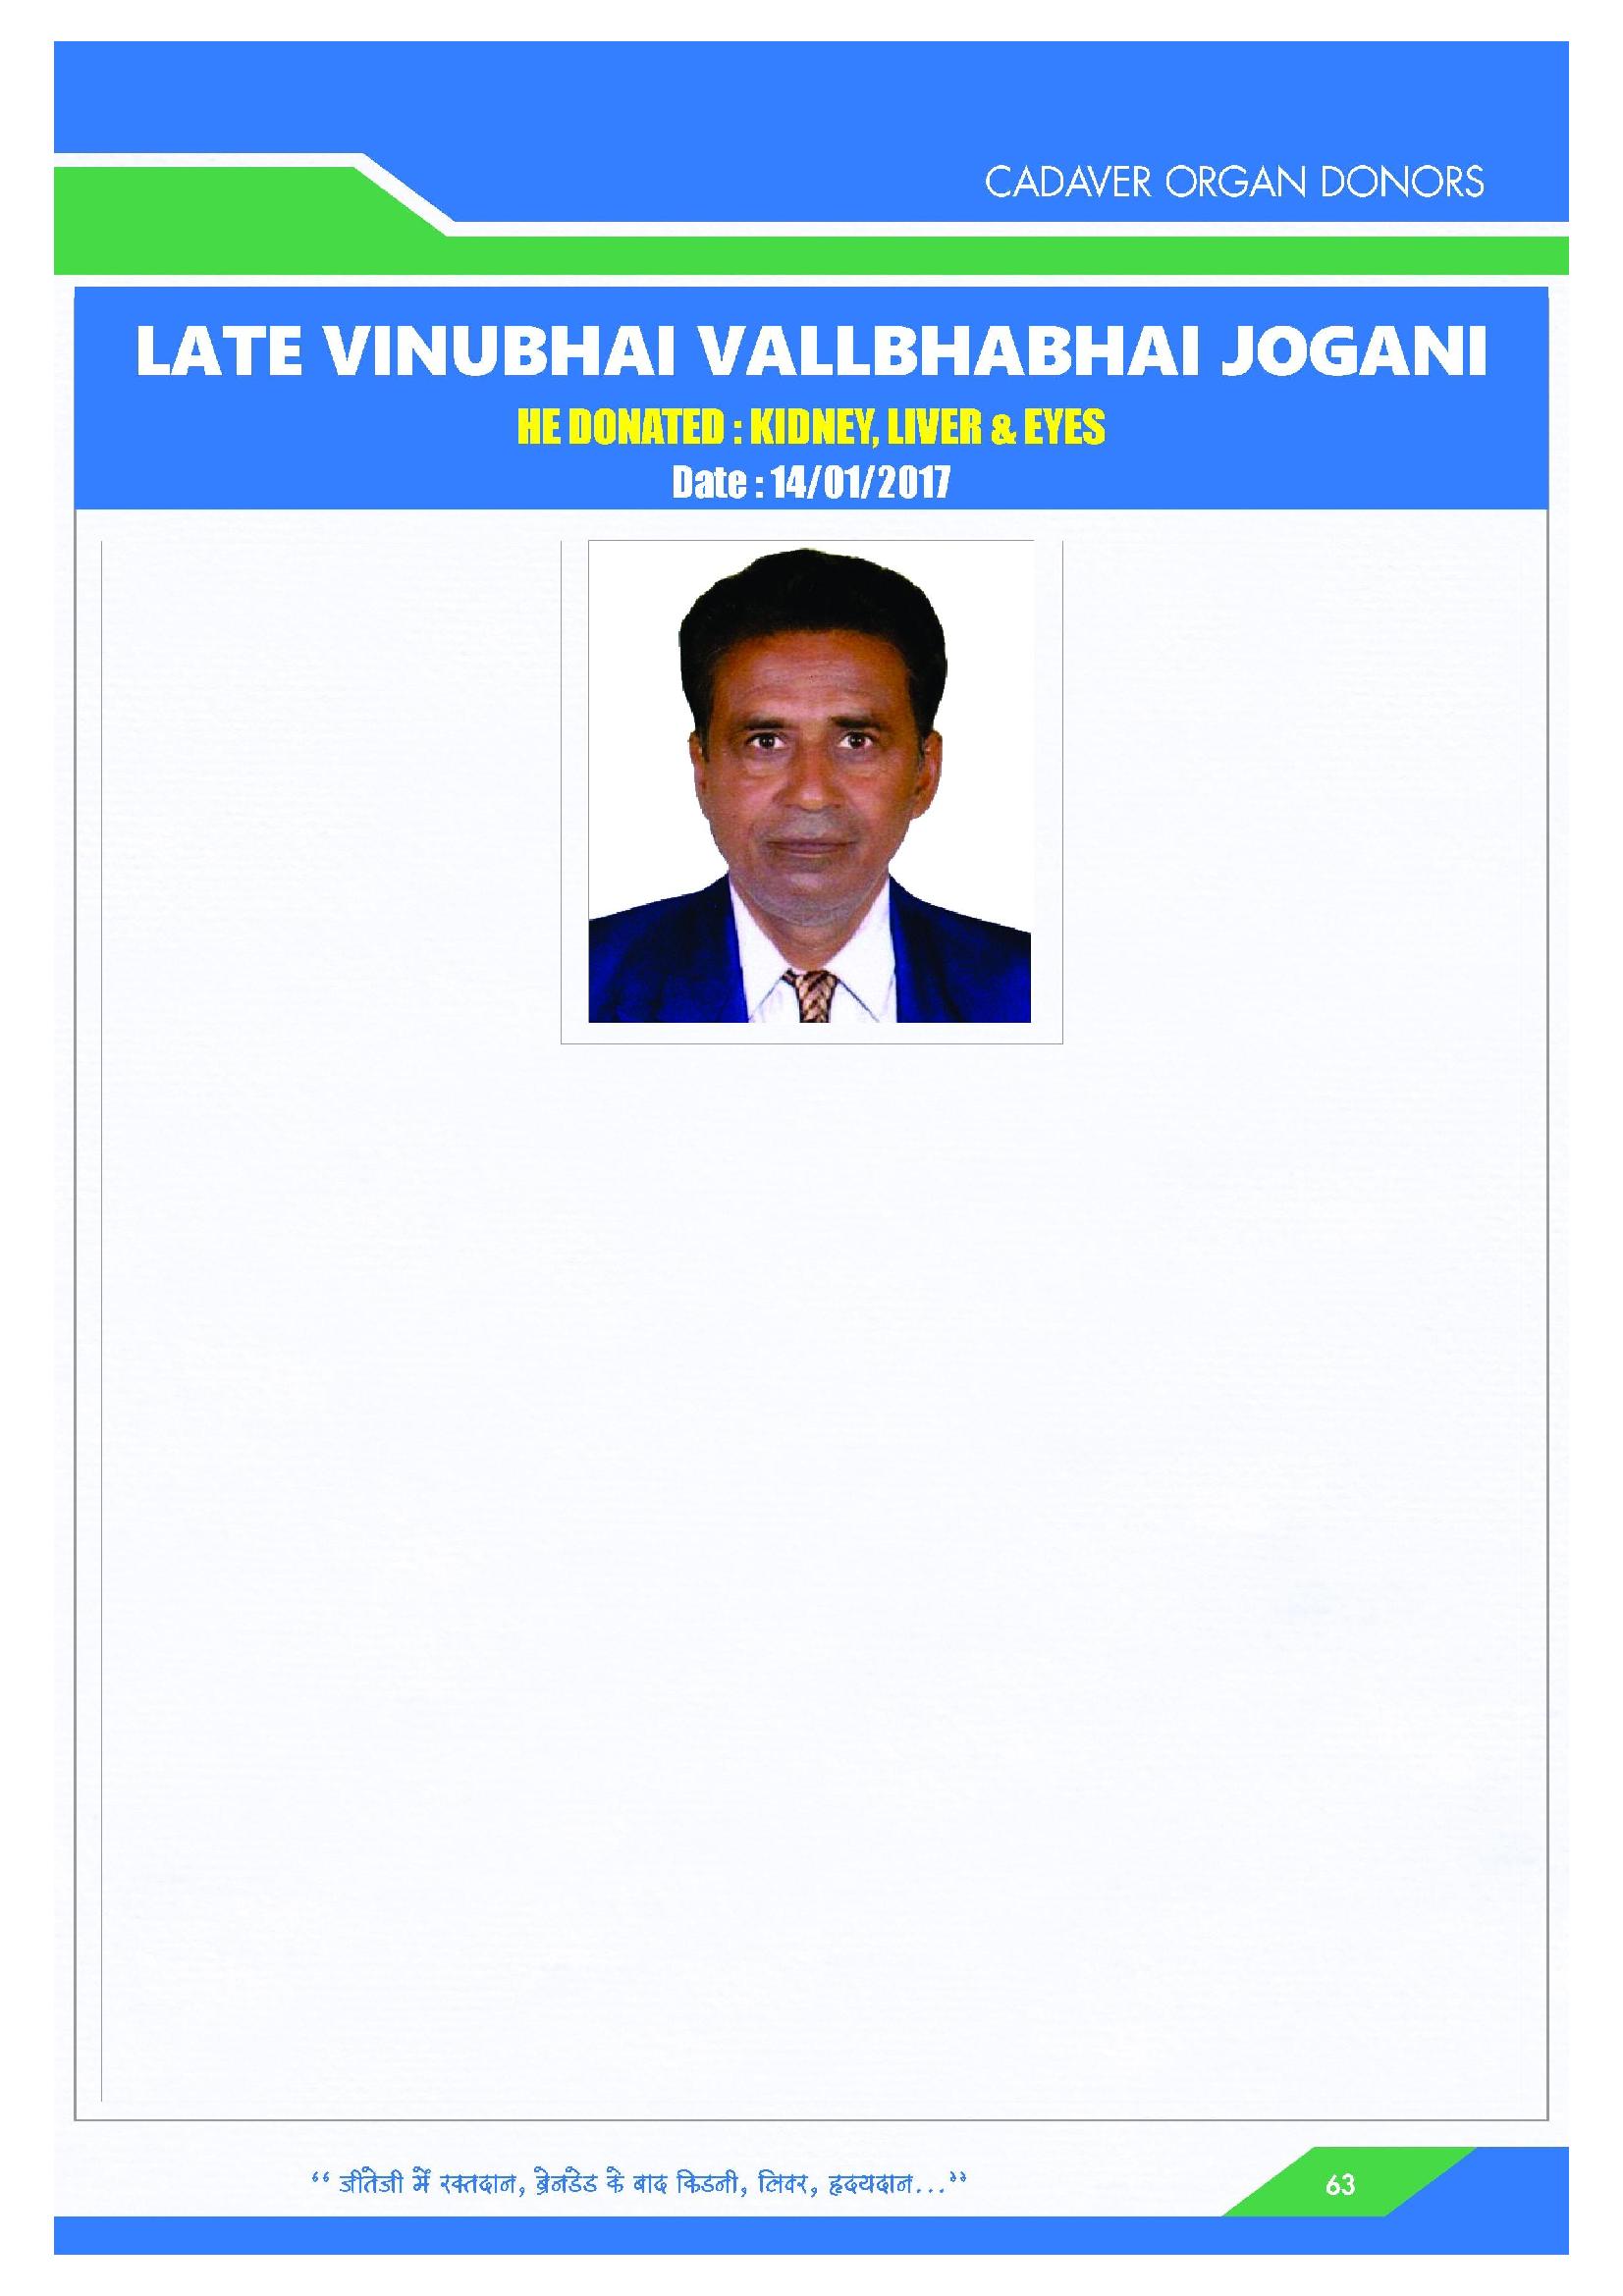 CADAVER ORGAN DONORS
LATE VINUBHAI VALLBHABHAI JOGANI
HE DONATED : KIDNEY, LIVER & EYES
Date : 14/01/2017
“ जीतेजी में रक्तदान, ब्रेनडेड के बाद किडनी, लिवर, हृदयदान...”
63